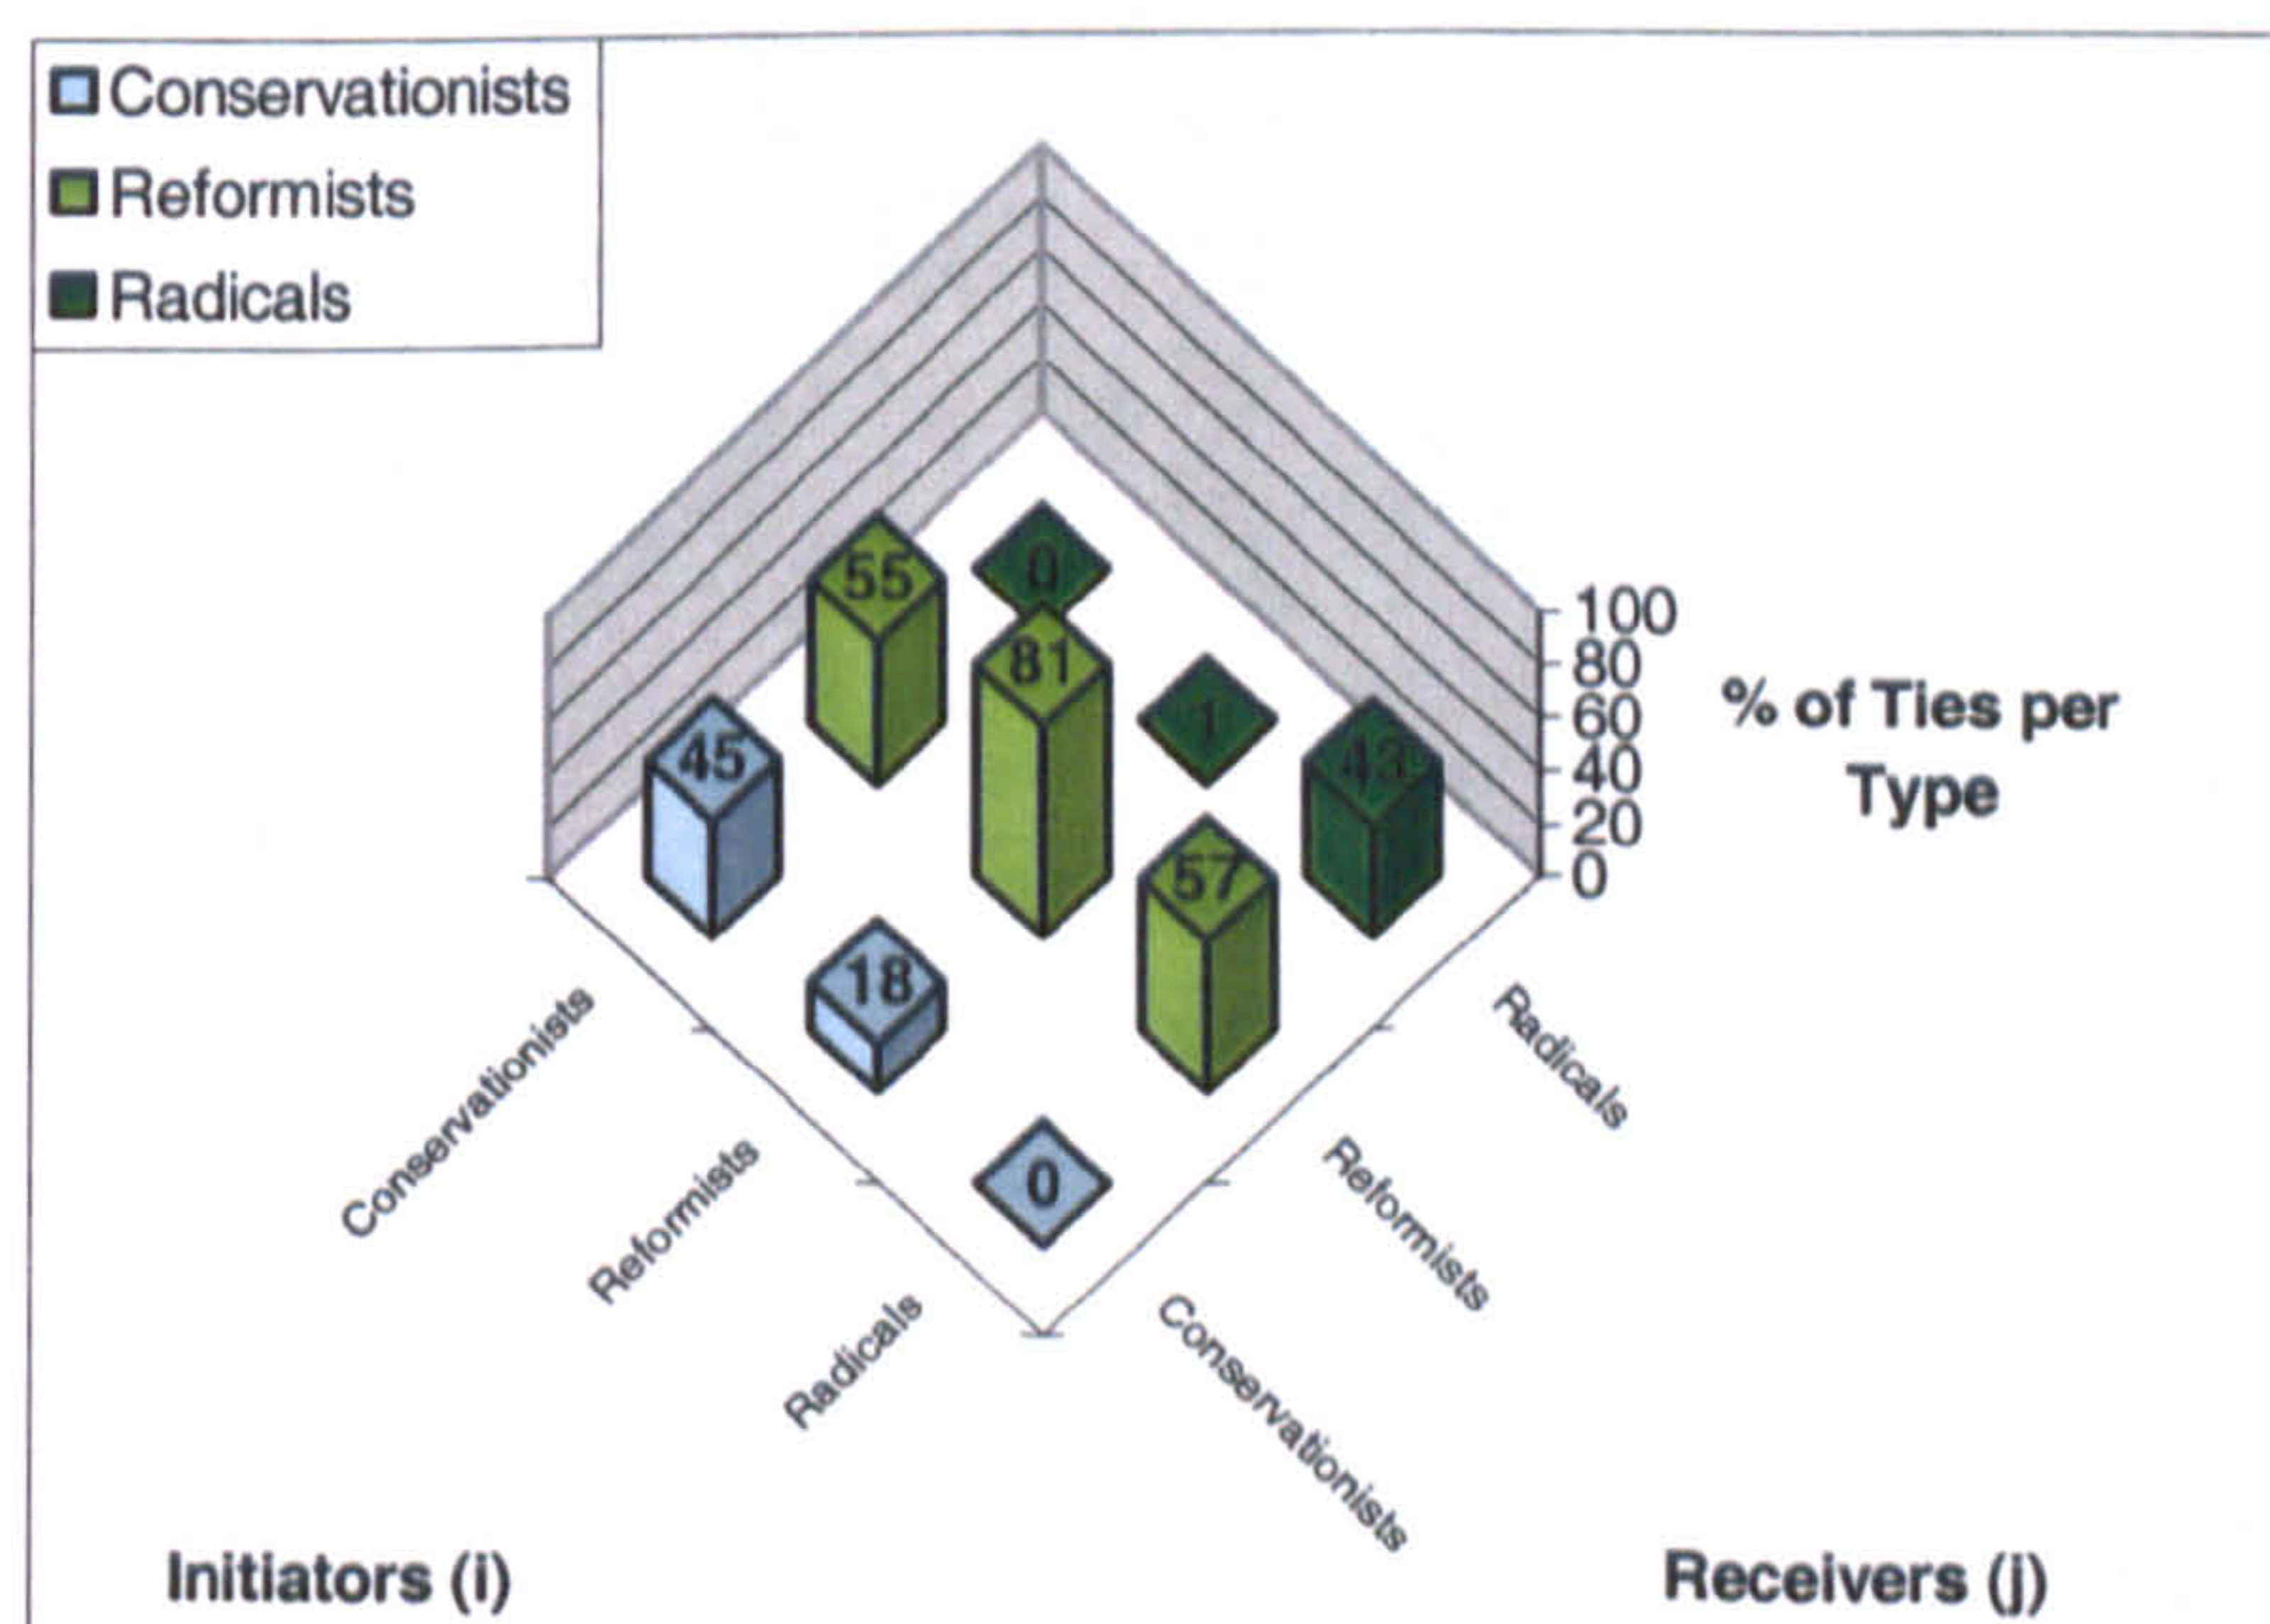 Conservationists
Reformists
Radicals
55
0
81
45
1
43
57
18
0
100
80
60
40
20
0
% of Ties per
Type
Conservationists
Reformists
Radicals
Radicals
Reformists
Conservationists
Initiators (i)
Receivers (j)